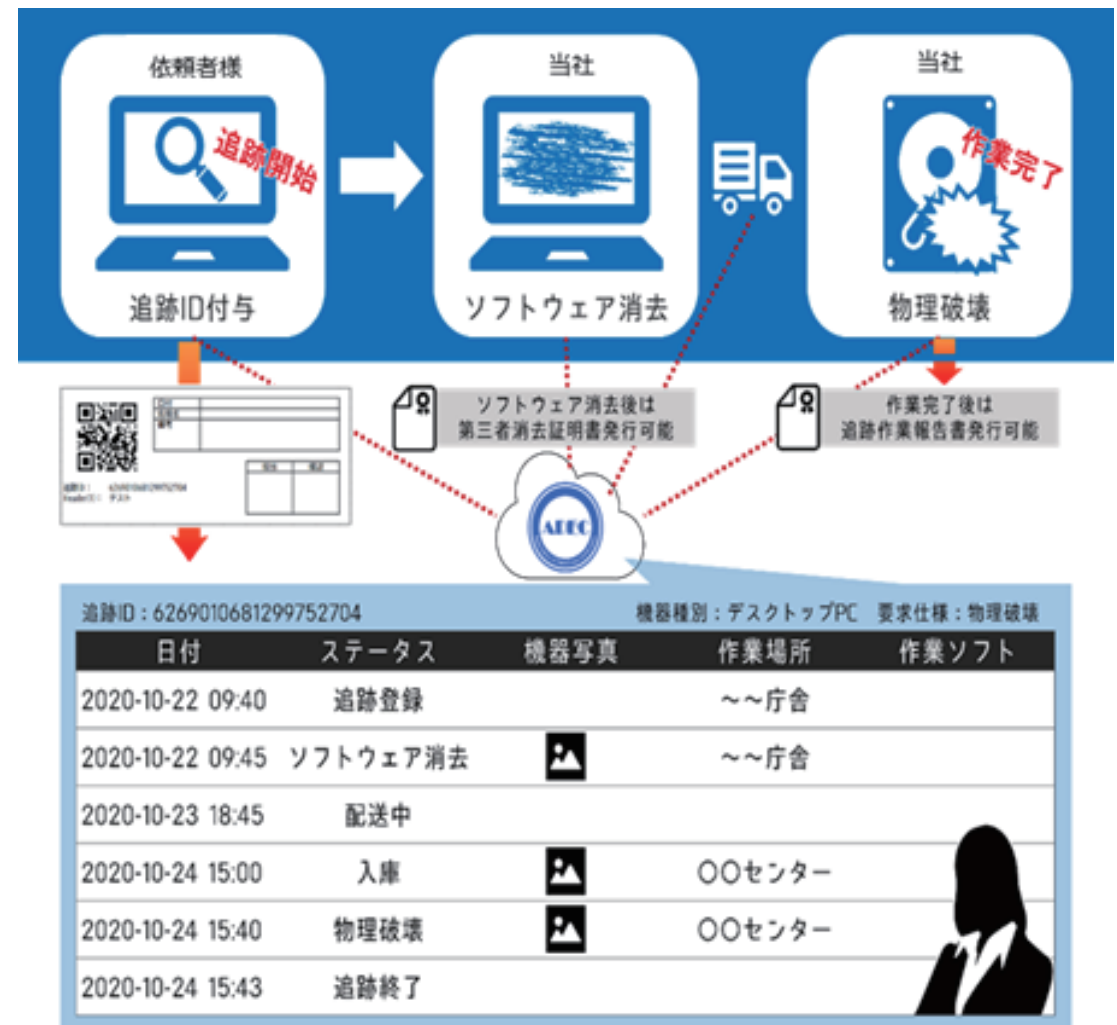 依頼者様
当社
当社
追跡開始
作業完了
追跡ID付与
ソフトウェア消去
物理破壊
ソフトウェア消去後は
第三者消去証明書発行可能
作業完了後は
追跡作業報告書発行可能
ADEC
追跡ID：6269010681299752704 機器種別：デスクトップPC 要求仕様：物理破壊
日付 ステータス 機器写真 作業場所 作業ソフト
2020-10-22 09:40 追跡登録 ～～庁舎
2020-10-22 09:45 ソフトウェア消去 ～～庁舎
2020-10-23 18:45 配送中
2020-10-24 15:00 入庫 〇〇センター
2020-10-24 15:40 物理破壊 〇〇センター
2020-10-24 15:43 追跡終了